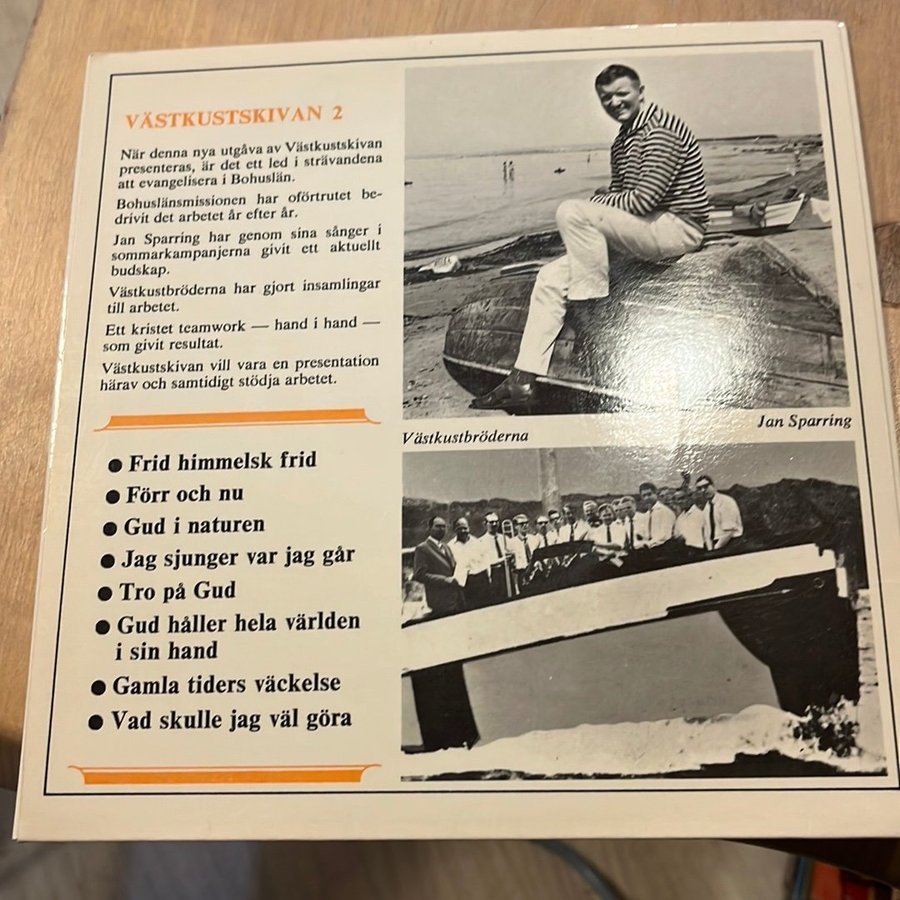 VÄSTKUSTSKIVAN 2
När denna nya utgåva av Västkustskivan
presenteras, är det ett led i strävandena
att evangelisera i Bohuslän.
Bohuslänsmissionen har oförtrutet be-
drivit det arbetet år efter år.
Jan Sparring har genom sina sånger i
sommarkampanjerna givit ett aktuellt
budskap.
Västkustbröderna har gjort insamlingar
till arbetet.
Ett kristet teamwork — hand i hand —
som givit resultat.
Västkustskivan vill vara en presentation
härav och samtidigt stödja arbetet.
● Frid himmelsk frid
● Förr och nu
● Gud i naturen
● Jag sjunger var jag går
● Tro på Gud
● Gud håller hela världen
i sin hand
● Gamla tiders väckelse
● Vad skulle jag väl göra
Jan Sparring
Västkustbröderna